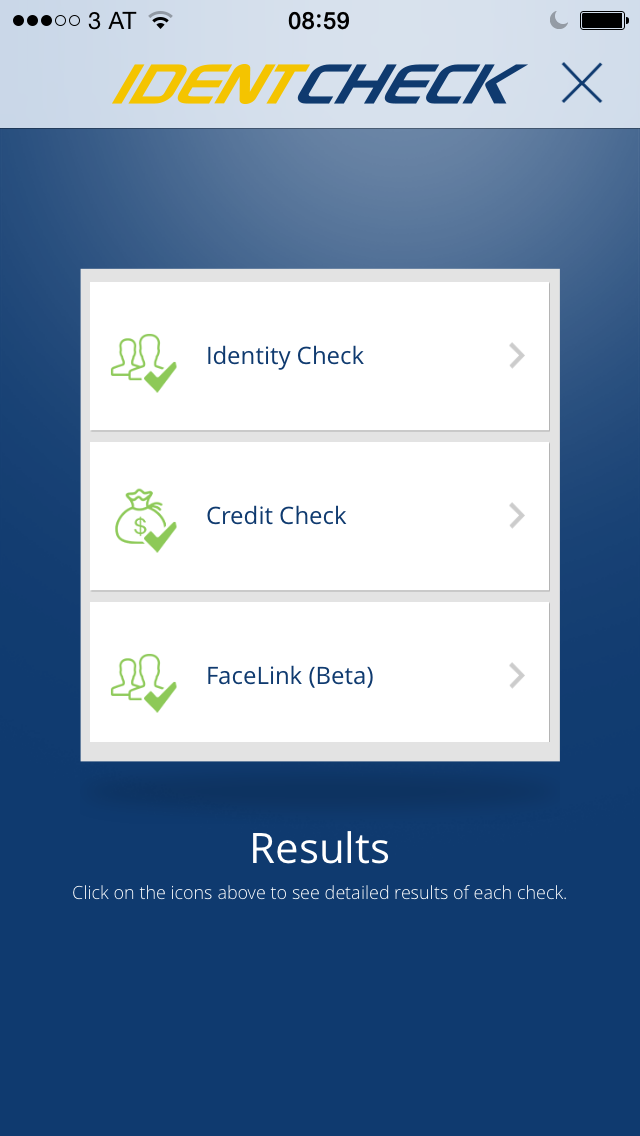 3 AT 08:59
IDENTCHECK
Identity Check
$
Credit Check
FaceLink (Beta)
Results
Click on the icons above to see detailed results of each check.